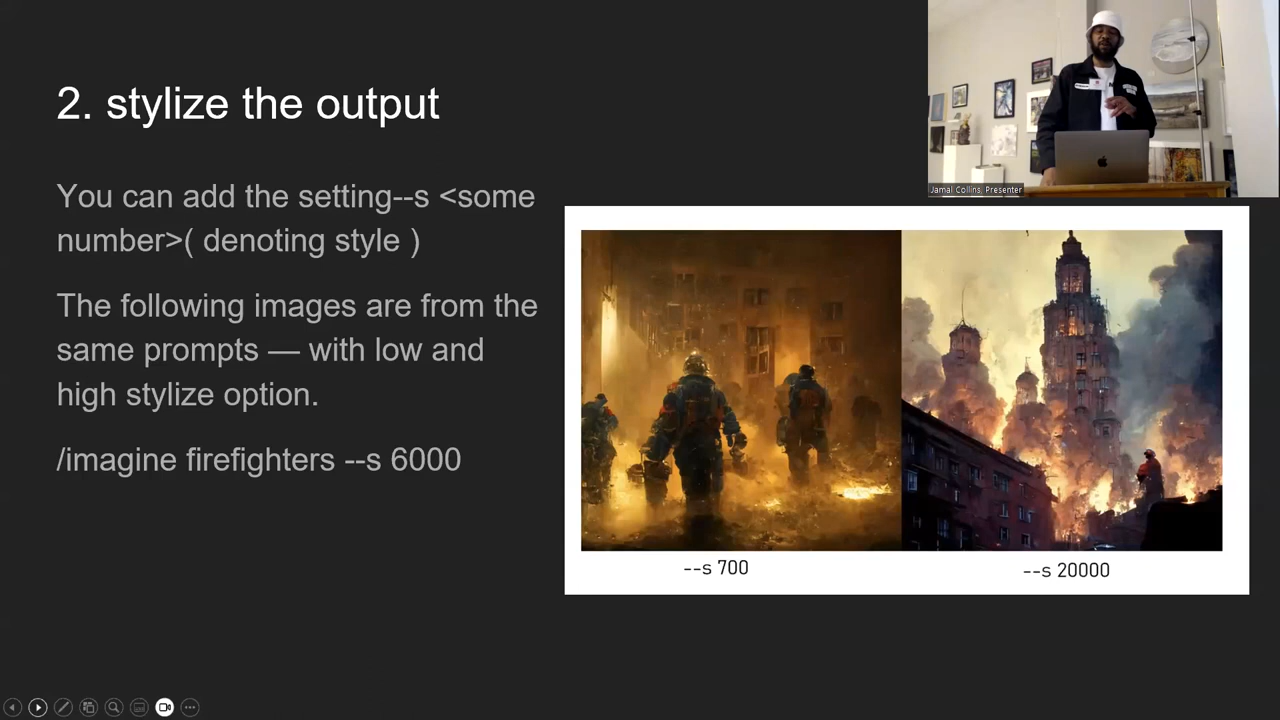 2. stylize the output
You can add the setting--s <some
number>( denoting style )
The following images are from the
same prompts — with low and
high stylize option.
/imagine firefighters --s 6000
Jamal Collins, Presenter
--s 700
--s 20000